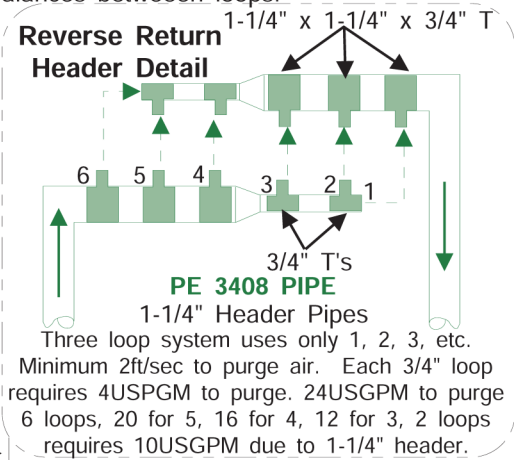 alances between loops.
1-1/4" x 1-1/4" x 3/4" T
Reverse Return
Header Detail
6 5 4 3 2 1
3/4" T's
PE 3408 PIPE
1-1/4" Header Pipes
Three loop system uses only 1, 2, 3, etc.
Minimum 2ft/sec to purge air. Each 3/4" loop
requires 4USPGM to purge. 24USGPM to purge
6 loops, 20 for 5, 16 for 4, 12 for 3, 2 loops
requires 10USGPM due to 1-1/4" header.